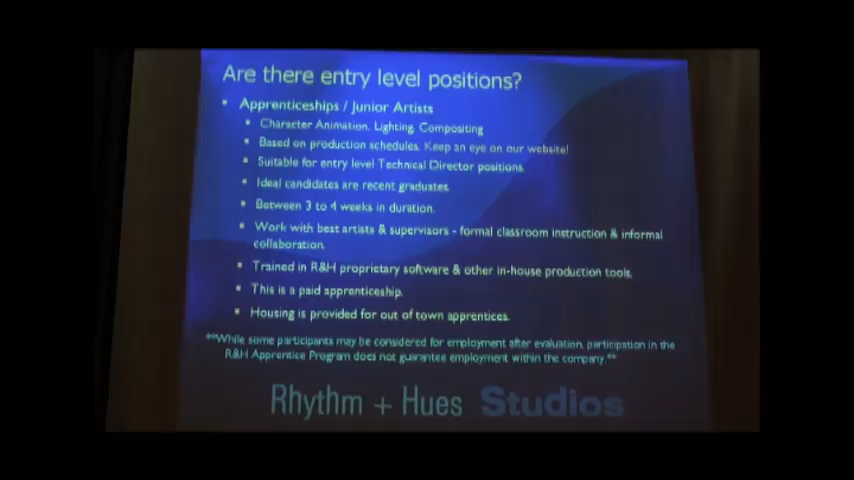 Are there entry level positions?
Apprenticeships / Junior Artists
Character Animation, Lighting, Compositing
Based on production schedules. Keep an eye on our website!
Suitable for entry level Technical Director positions.
Ideal candidates are recent graduates.
Between 3 to 4 weeks in duration.
Work with best artists & supervisors - formal classroom instruction & informal
collaboration.
Trained in R&H proprietary software & other in-house production tools.
This is a paid apprenticeship.
Housing is provided for out of town apprentices.
**While some participants may be considered for employment after evaluation, participation in the
R&H Apprentice Program does not guarantee employment within the company.**
Rhythm + Hues Studios